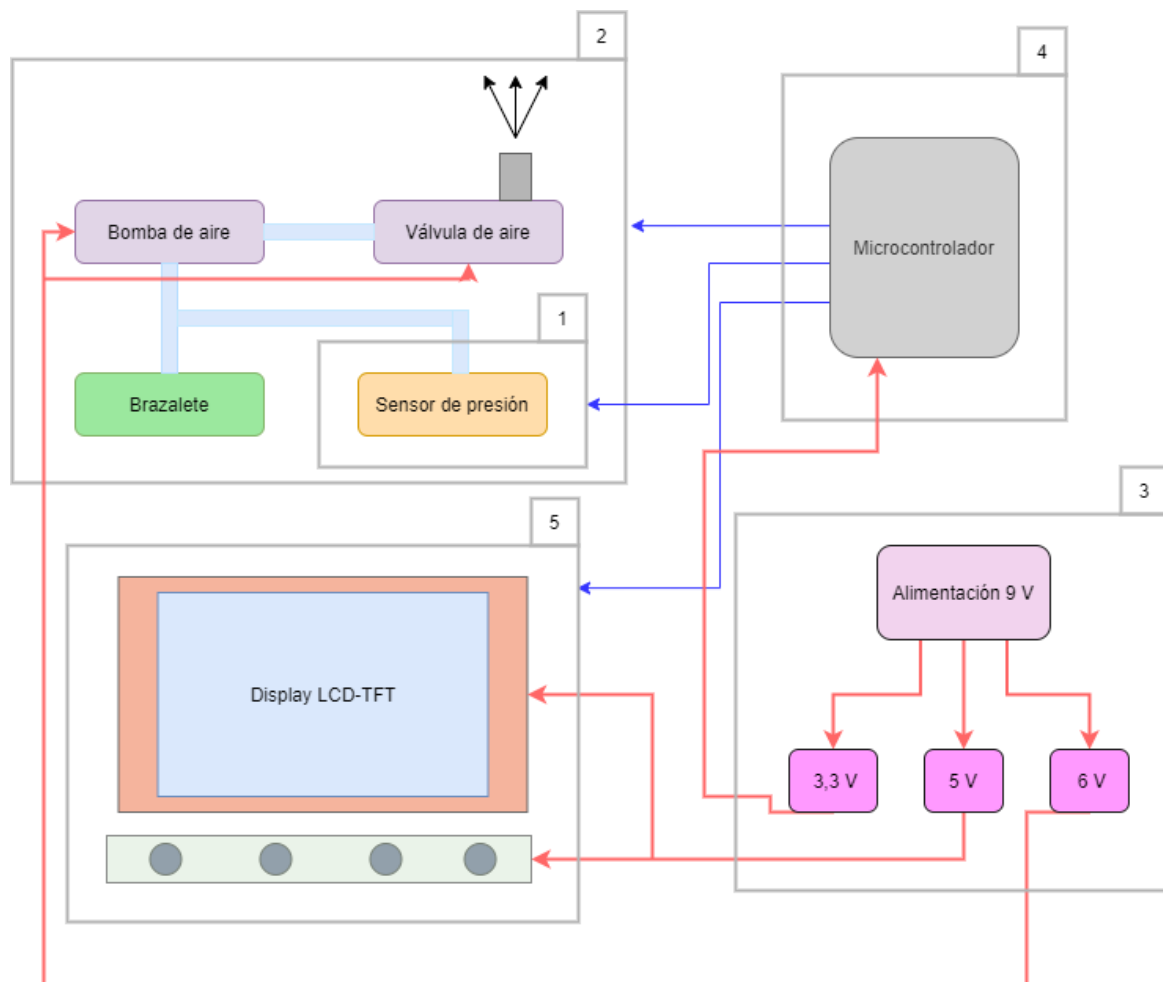 2
4
Bomba de aire
Válvula de aire
Microcontrolador
1
Brazalete
Sensor de presión
3
5
Alimentación 9 V
Display LCD-TFT
3,3 V
5 V
6 V